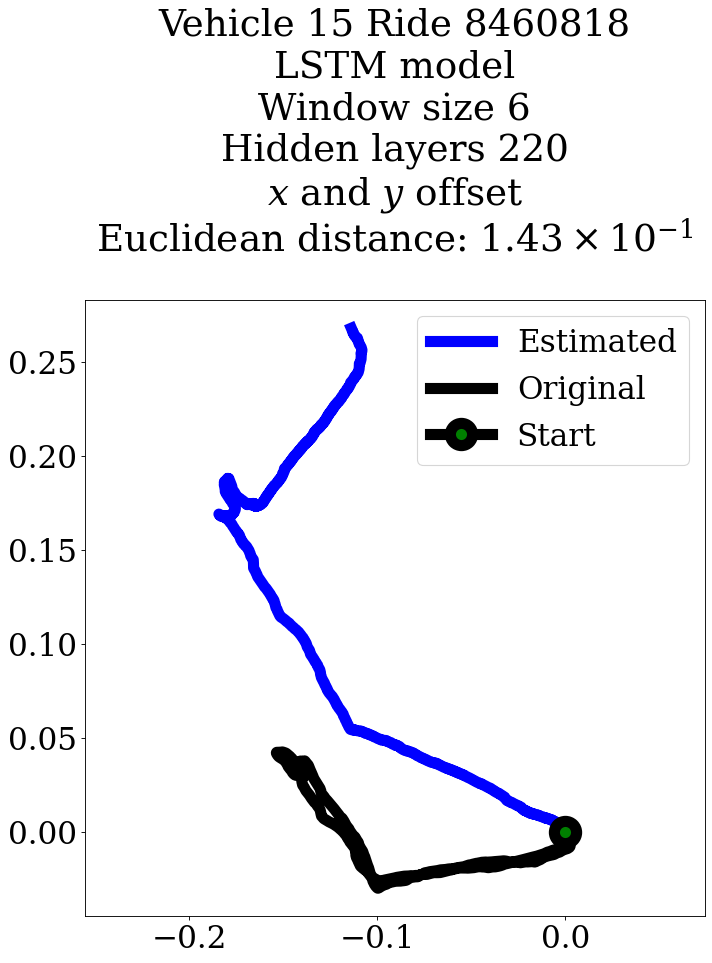 Vehicle 15 Ride 8460818
LSTM model
Window size 6
Hidden layers 220
x and y offset
Euclidean distance: 1.43 × 10⁻¹
Estimated
Original
Start
0.25
0.20
0.15
0.10
0.05
0.00
−0.2
−0.1
0.0